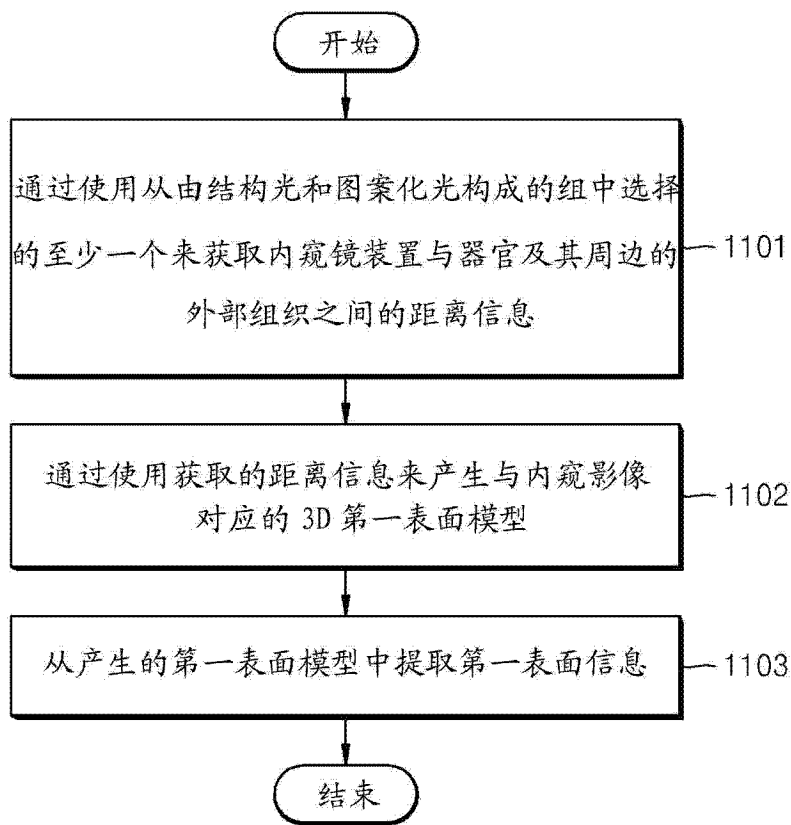 开始
通过使用从由结构光和图案化光构成的组中选择
的至少一个来获取内窥镜装置与器官及其周边的
外部组织之间的距离信息
1101
通过使用获取的距离信息来产生与内窥影像
对应的 3D 第一表面模型
1102
从产生的第一表面模型中提取第一表面信息
1103
结束